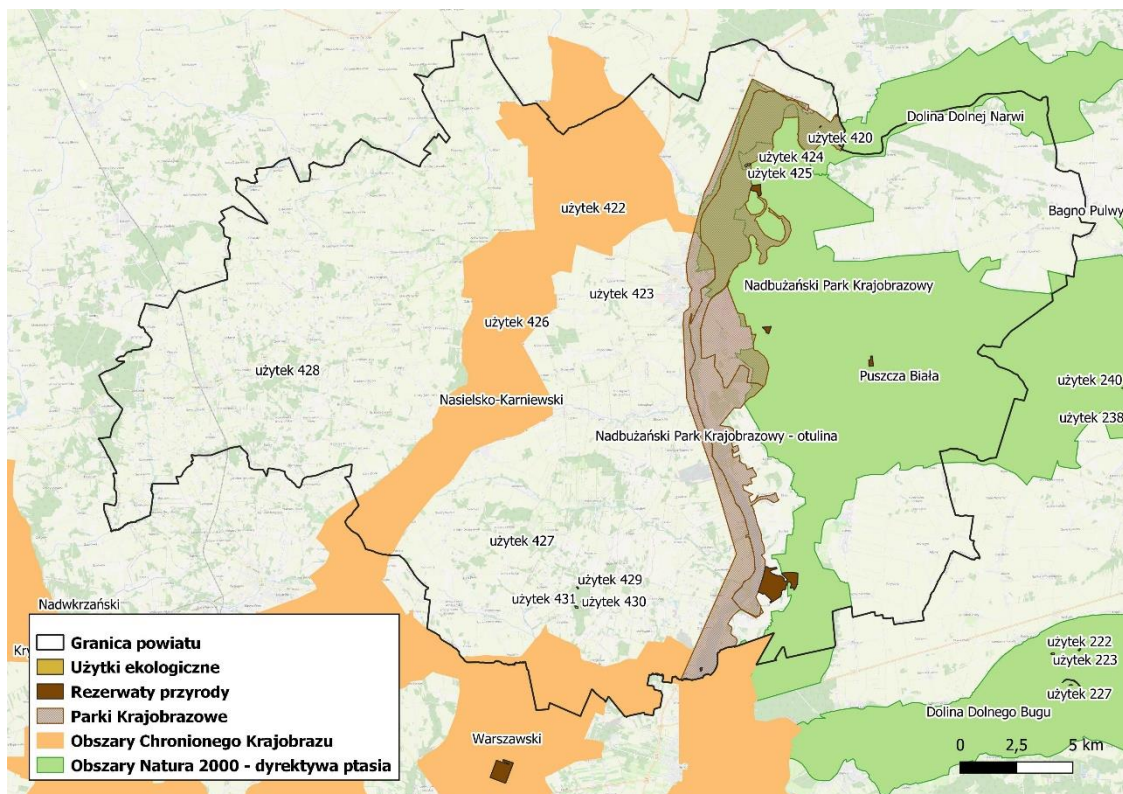 Dolina Dolnej Narwi
użytek 420
użytek 424
użytek 425
użytek 422
Bagno Pulwy
Nadbużański Park Krajobrazowy
użytek 423
użytek 426
użytek 428
Puszcza Biała
użytek 240
Nasielsko-Karniewski
użytek 238
Nadbużański Park Krajobrazowy - otulina
użytek 427
użytek 429
użytek 431
użytek 430
Nadwkrzański
Granica powiatu
Użytki ekologiczne
Rezerwaty przyrody
Parki Krajobrazowe
Obszary Chronionego Krajobrazu
Obszary Natura 2000 - dyrektywa ptasia
użytek 222
użytek 223
użytek 227
Dolina Dolnego Bugu
Warszawski
0 2,5 5 km